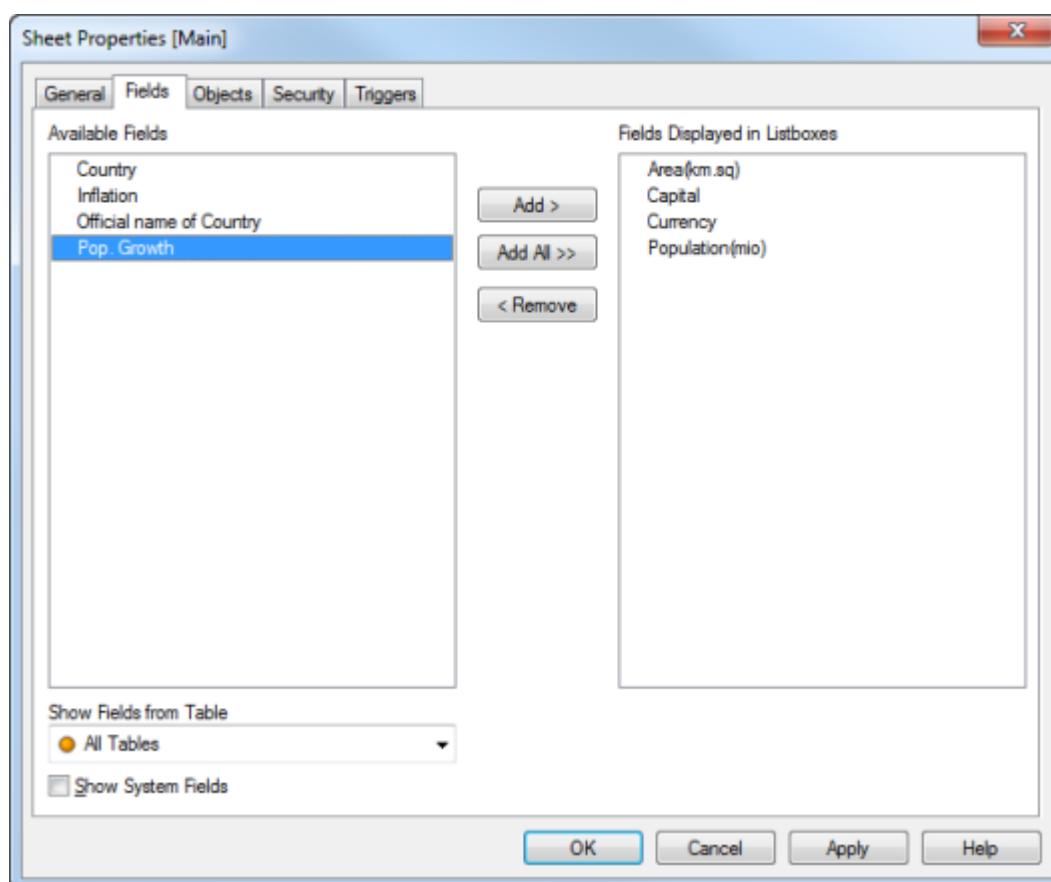 Sheet Properties [Main]
General Fields Objects Security Triggers
Available Fields
Country
Inflation
Official name of Country
Pop. Growth
Add >
Add All >>
< Remove
Fields Displayed in Listboxes
Area(km.sq)
Capital
Currency
Population(mio)
Show Fields from Table
All Tables
Show System Fields
OK Cancel Apply Help